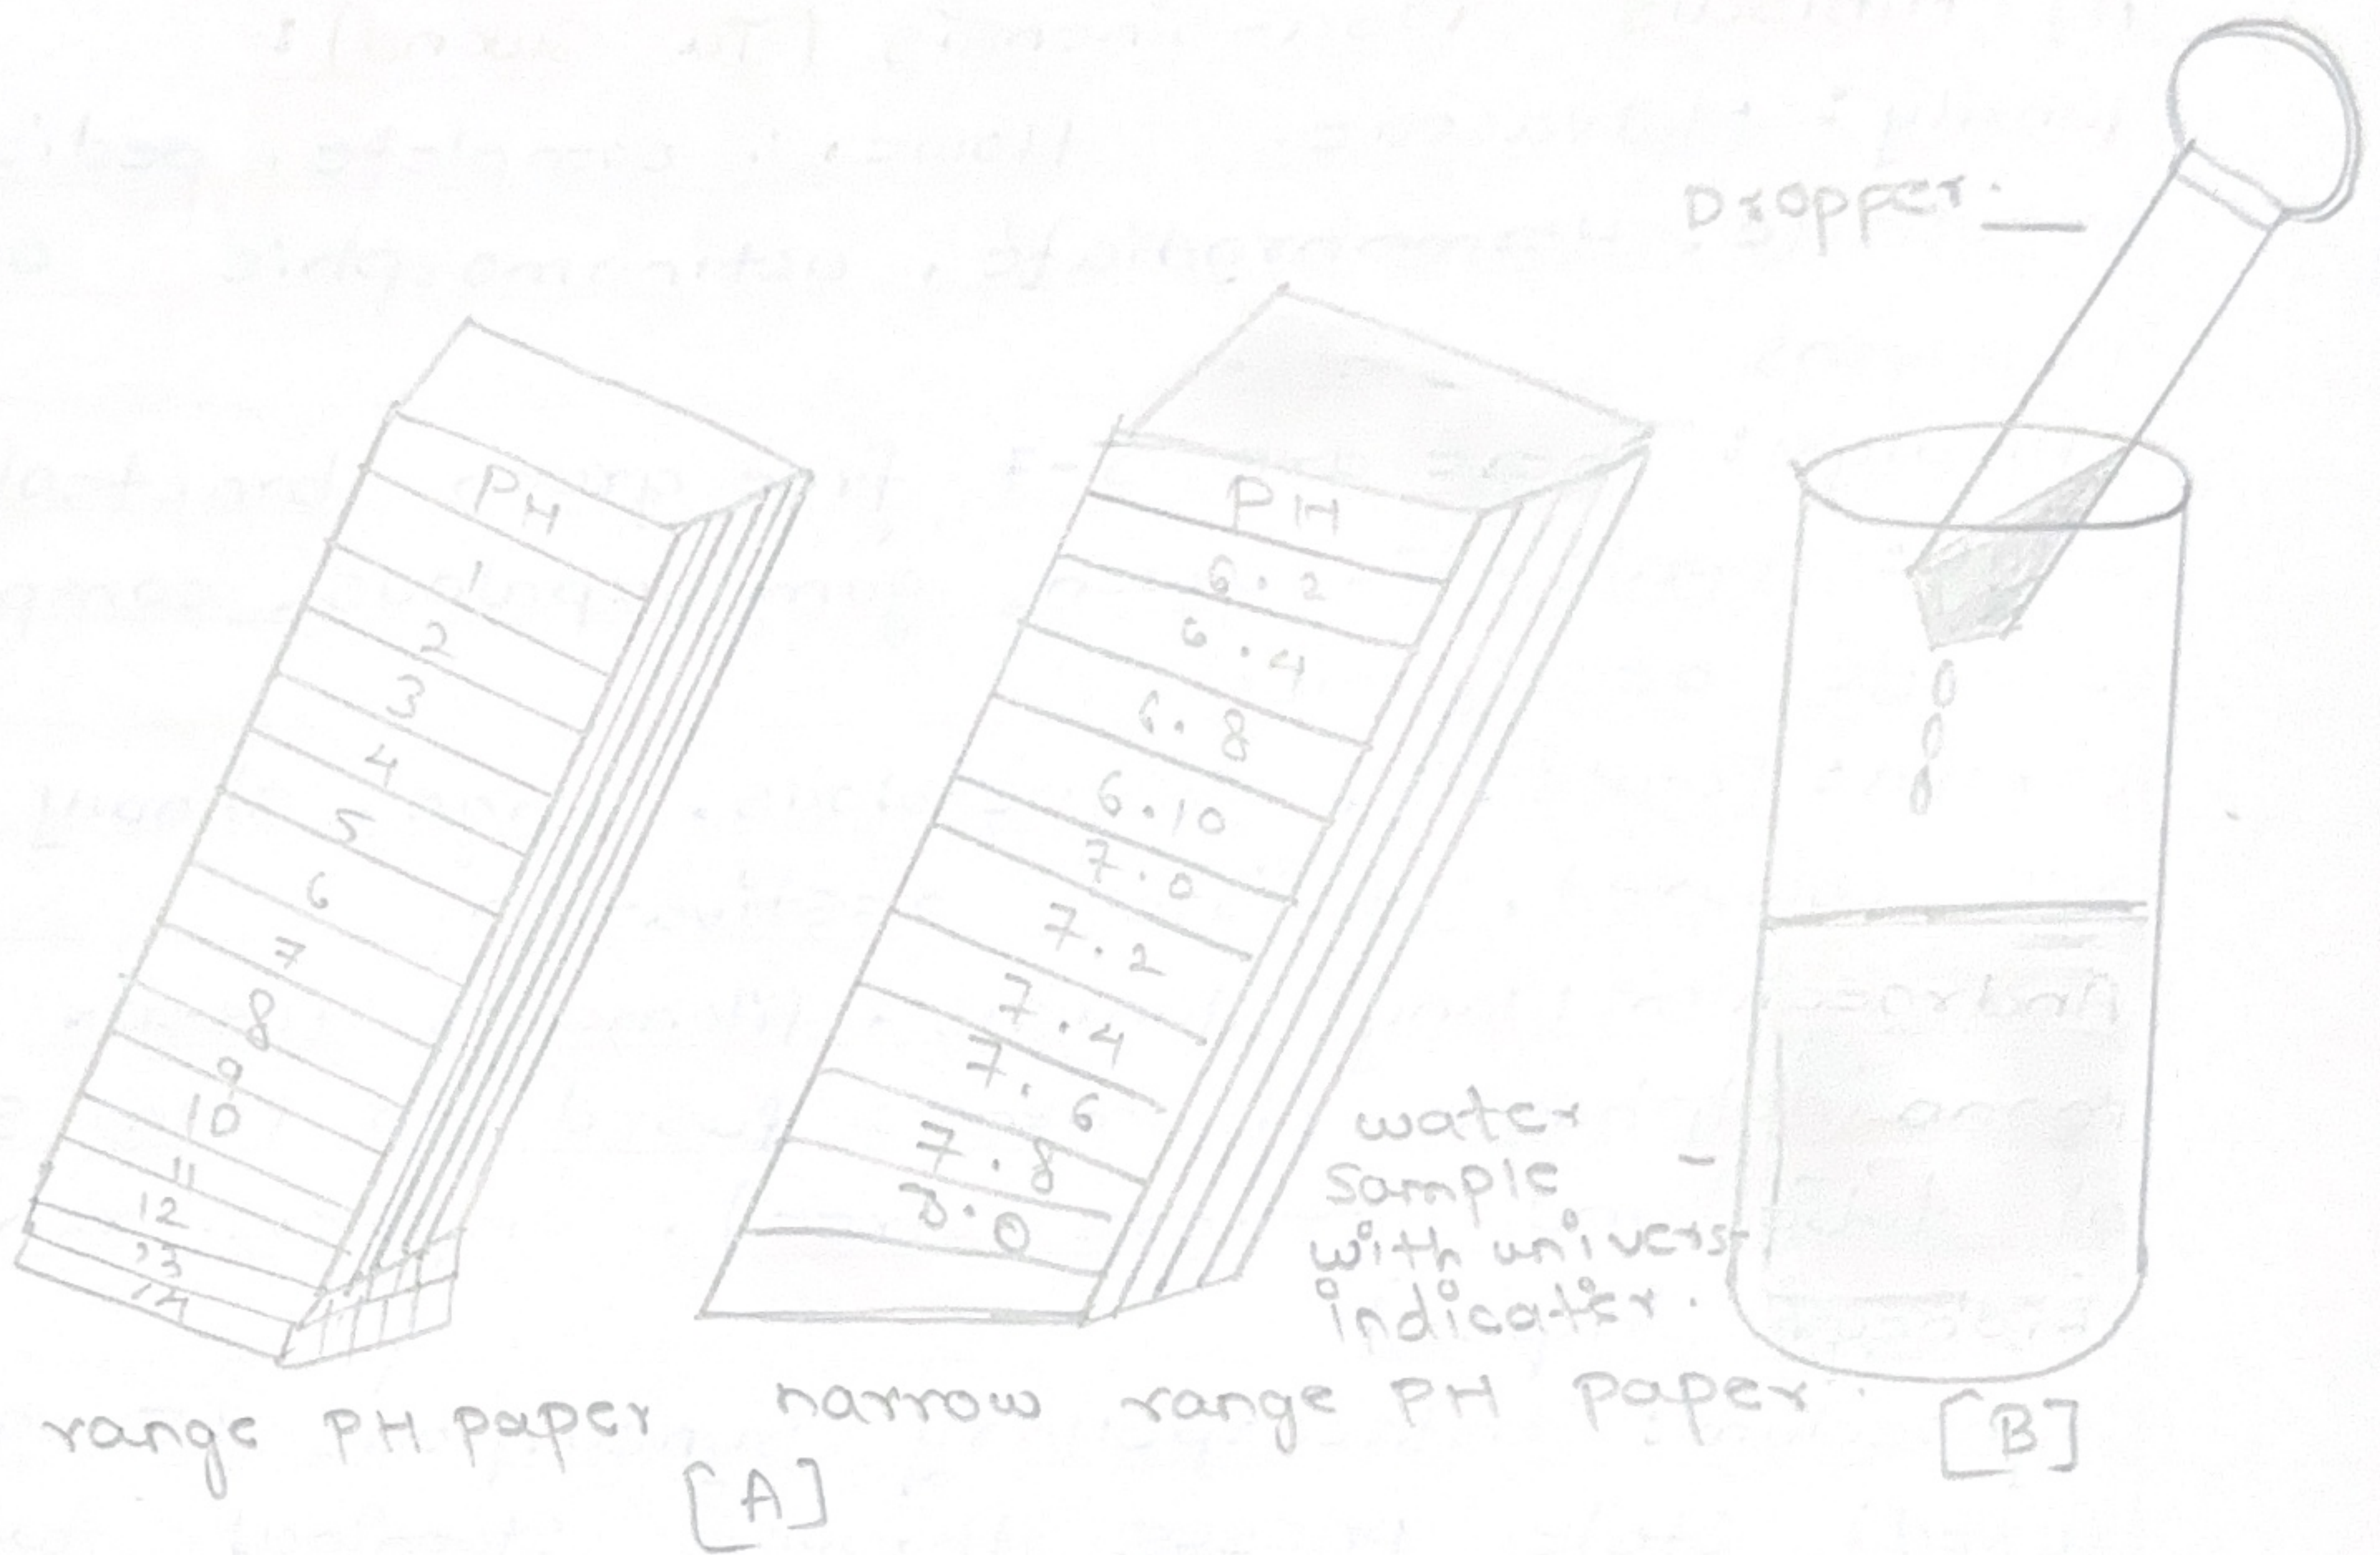 Dropper.
PH
1
2
3
4
5
6
7
8
9
10
11
12
13
14
PH
6.2
6.4
6.8
6.10
7.0
7.2
7.4
7.6
7.8
8.0
water
sample
with univers
indicater.
range PH paper
narrow range PH paper.
[A]
[B]